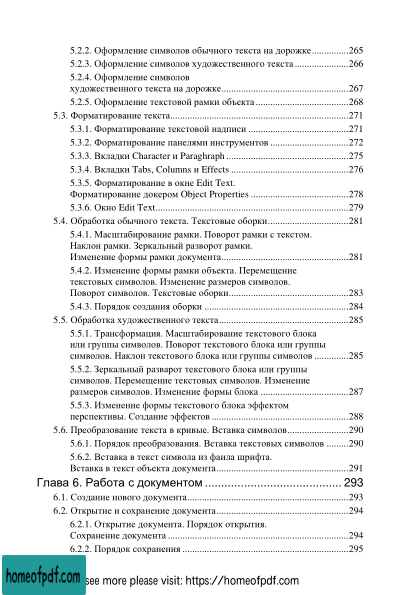 5.2.2. Оформление символов обычного текста на дорожке...............265
5.2.3. Оформление символов художественного текста......................266
5.2.4. Оформление символов
художественного текста на дорожке...............................................267
5.2.5. Оформление текстовой рамки объекта...................................268
5.3. Форматирование текста..................................................................271
5.3.1. Форматирование текстовой надписи.....................................271
5.3.2. Форматирование панелями инструментов.............................272
5.3.3. Вкладки Character и Paraghraph..............................................275
5.3.4. Вкладки Tabs, Columns и Effects............................................276
5.3.5. Форматирование в окне Edit Text.
Форматирование докером Object Properties.....................................278
5.3.6. Окно Edit Text...........................................................................279
5.4. Обработка обычного текста. Текстовые оборки..............................281
5.4.1. Масштабирование рамки. Поворот рамки с текстом.
Наклон рамки. Зеркальный разворот рамки.
Изменение формы рамки документа...............................................281
5.4.2. Изменение формы рамки объекта. Перемещение
текстовых символов. Изменение размеров символов.
Поворот символов. Текстовые оборки.............................................283
5.4.3. Порядок создания оборки.......................................................284
5.5. Обработка художественного текста................................................285
5.5.1. Трансформация. Масштабирование текстового блока
или группы символов. Поворот текстового блока или группы
символов. Наклон текстового блока или группы символов..............285
5.5.2. Зеркальный разварот текстового блока или группы
символов. Перемещение текстовых символов. Изменение
размеров символов. Изменение формы блока..................................287
5.5.3. Изменение формы текстового блока эффектом
перспективы. Создание эффектов....................................................288
5.6. Преобразование текста в кривые. Вставка символов......................290
5.6.1. Порядок преобразования. Вставка текстовых символов.........290
5.6.2. Вставка в текст символа из фаила шрифта.
Вставка в текст объекта документа..................................................291
Глава 6. Работа с документом.........................................293
6.1. Создание нового документа............................................................293
6.2. Открытие и сохранение документа.................................................294
6.2.1. Открытие документа. Порядок открытия.
Сохранение документа.....................................................................294
6.2.2. Порядок сохранения................................................................295
homeofpdf.com see more please visit: https://homeofpdf.com